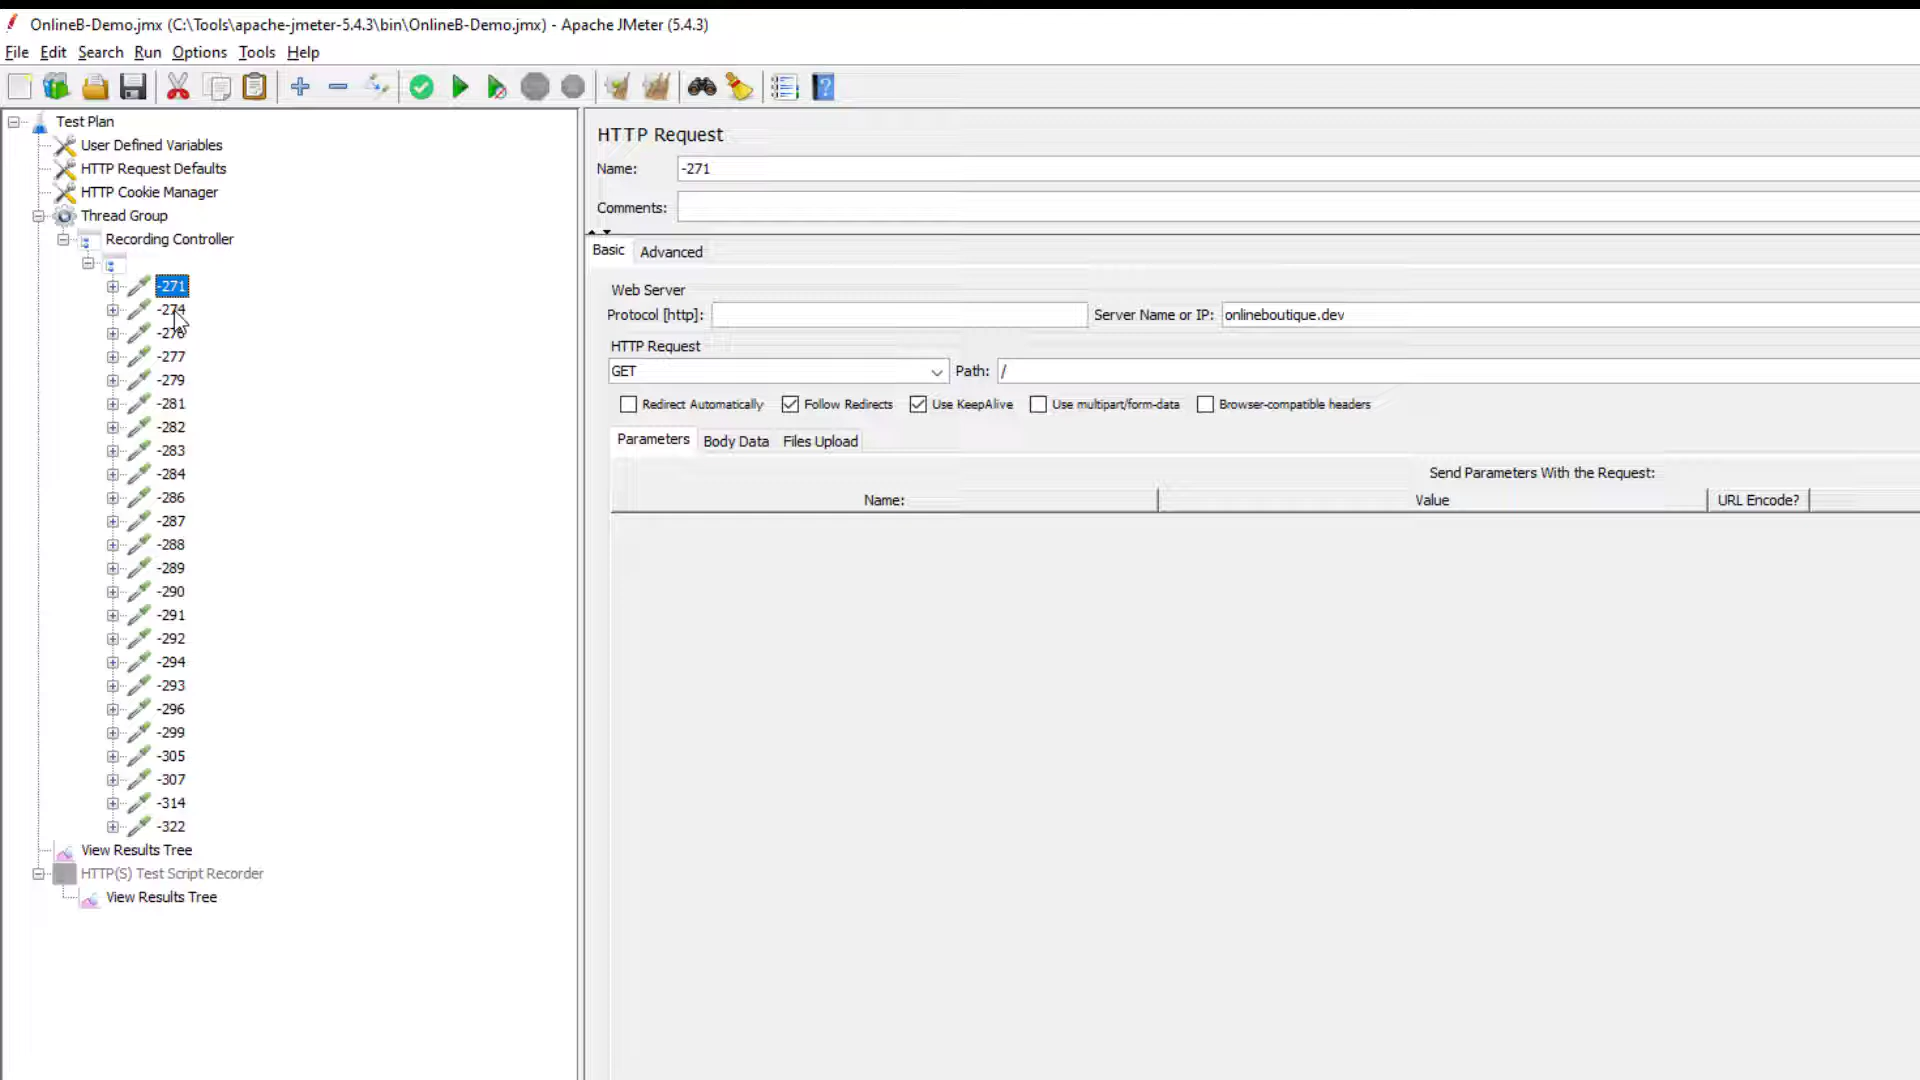 OnlineB-Demo.jmx (C:\Tools\apache-jmeter-5.4.3\bin\OnlineB-Demo.jmx) - Apache JMeter (5.4.3)
File Edit Search Run Options Tools Help
Test Plan
User Defined Variables
HTTP Request Defaults
HTTP Cookie Manager
Thread Group
Recording Controller
-271
-274
-276
-277
-279
-281
-282
-283
-284
-286
-287
-288
-289
-290
-291
-292
-294
-293
-296
-299
-305
-307
-314
-322
View Results Tree
HTTP(S) Test Script Recorder
View Results Tree
HTTP Request
Name: -271
Comments:
Basic Advanced
Web Server
Protocol [http]: Server Name or IP: onlineboutique.dev
HTTP Request
GET Path: /
Redirect Automatically Follow Redirects Use KeepAlive Use multipart/form-data Browser-compatible headers
Parameters Body Data Files Upload
Send Parameters With the Request:
Name: Value URL Encode?